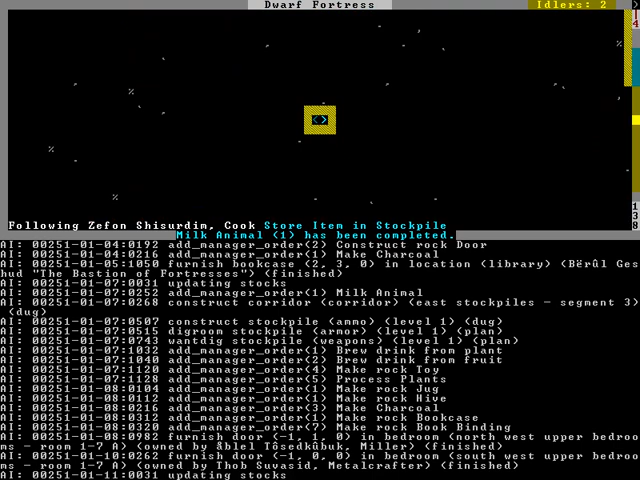 Dwarf Fortress
Idlers: 2
Following Zefon Shisurdim, Cook Store Item in Stockpile
Milk Animal (1) has been completed.
138
AI: 00251-01-04:0192 add_manager_order(2) Construct rock Door
AI: 00251-01-04:0216 add_manager_order(1) Make Charcoal
AI: 00251-01-05:1050 furnish bookcase (2, 3, 0) in location (library) (Bërûl Ges
hud "The Bastion of Fortresses") (finished)
AI: 00251-01-07:0031 updating stocks
AI: 00251-01-07:0252 add_manager_order(1) Milk Animal
AI: 00251-01-07:0268 construct corridor (corridor) (east stockpiles - segment 3)
(dug)
AI: 00251-01-07:0507 construct stockpile (ammo) (level 1) (dug)
AI: 00251-01-07:0515 digroom stockpile (armor) (level 1) (plan)
AI: 00251-01-07:0743 wantdig stockpile (weapons) (level 1) (plan)
AI: 00251-01-07:1032 add_manager_order(1) Brew drink from plant
AI: 00251-01-07:1040 add_manager_order(2) Brew drink from fruit
AI: 00251-01-07:1120 add_manager_order(4) Make rock Toy
AI: 00251-01-07:1128 add_manager_order(5) Process Plants
AI: 00251-01-08:0104 add_manager_order(1) Make rock Jug
AI: 00251-01-08:0112 add_manager_order(1) Make rock Hive
AI: 00251-01-08:0216 add_manager_order(3) Make Charcoal
AI: 00251-01-08:0312 add_manager_order(1) Make rock Bookcase
AI: 00251-01-08:0320 add_manager_order(7) Make rock Book Binding
AI: 00251-01-08:0982 furnish door (-1, 1, 0) in bedroom (north west upper bedroo
ms - room 1-7 A) (owned by åblel Tôsedkûbuk, Miller) (finished)
AI: 00251-01-10:0262 furnish door (-1, 0, 0) in bedroom (south west upper bedroo
ms - room 1-7 A) (owned by Thob Suvasid, Metalcrafter) (finished)
AI: 00251-01-11:0031 updating stocks